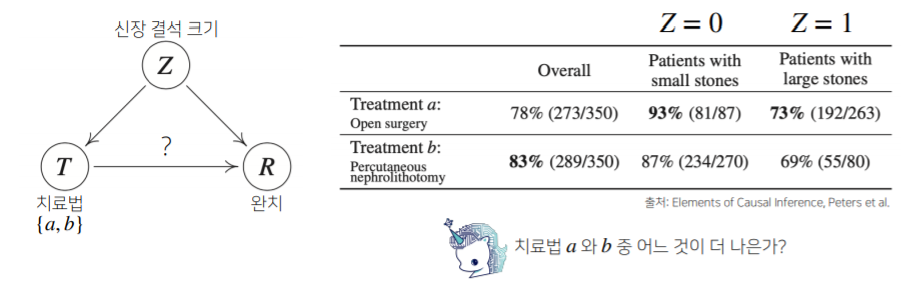 신장 결석 크기
Z
?
T
R
치료법
{a, b}
완치
Z = 0
Z = 1
Overall
Patients with
small stones
Patients with
large stones
Treatment a:
Open surgery
78% (273/350)
93% (81/87)
73% (192/263)
Treatment b:
Percutaneous
nephrolithotomy
83% (289/350)
87% (234/270)
69% (55/80)
출처: Elements of Causal Inference, Peters et al.
치료법 a 와 b 중 어느 것이 더 나은가?